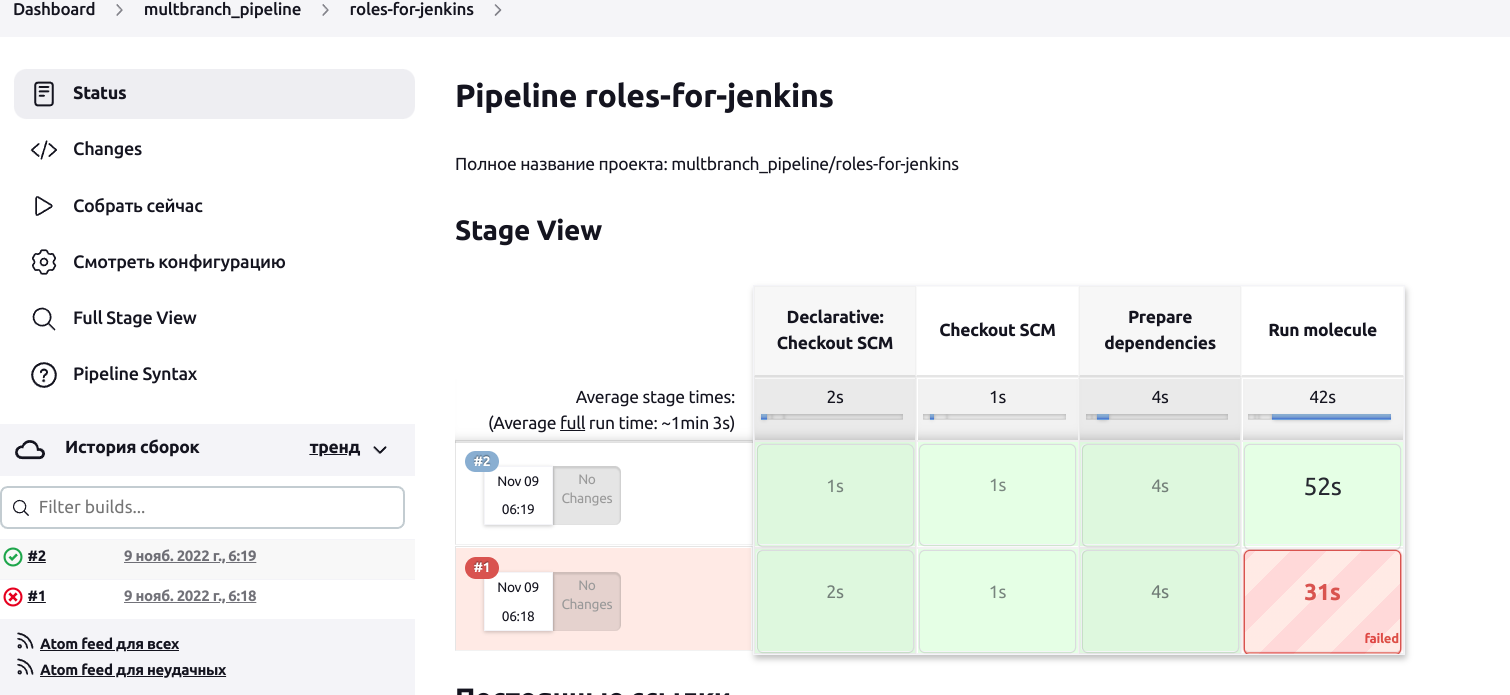 Dashboard > multbranch_pipeline > roles-for-jenkins >
Status
Changes
Собрать сейчас
Смотреть конфигурацию
Full Stage View
Pipeline Syntax
История сборок тренд
Filter builds...
#2 9 нояб. 2022 г., 6:19
#1 9 нояб. 2022 г., 6:18
Atom feed для всех
Atom feed для неудачных
Pipeline roles-for-jenkins
Полное название проекта: multbranch_pipeline/roles-for-jenkins
Stage View
Declarative:
Checkout SCM
Checkout SCM
Prepare
dependencies
Run molecule
Average stage times:
(Average full run time: ~1min 3s)
2s 1s 4s 42s
#2
Nov 09
06:19
No
Changes
1s 1s 4s 52s
#1
Nov 09
06:18
No
Changes
2s 1s 4s 31s
failed
Постоянные ссылки